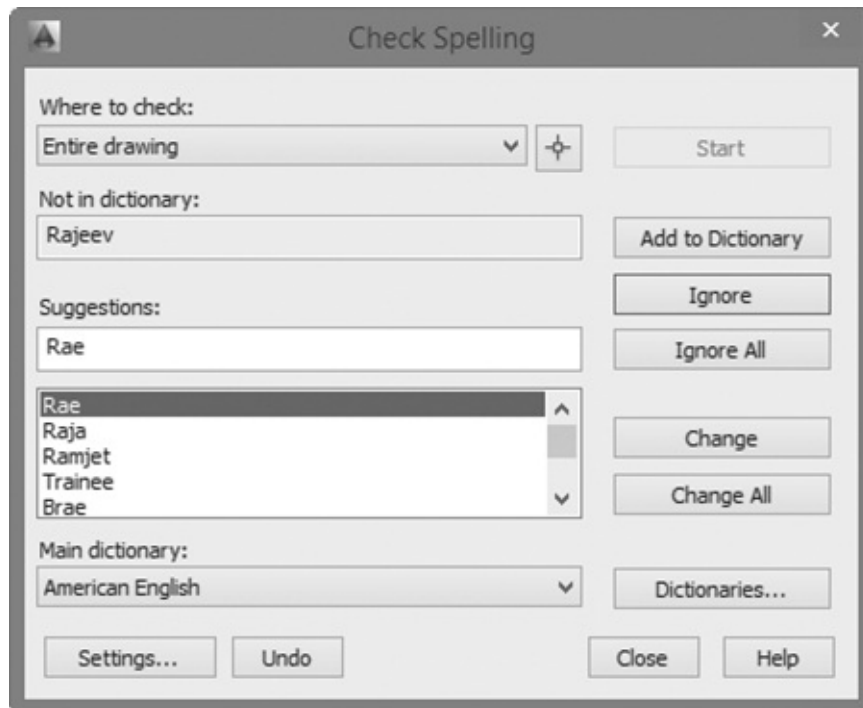 Check Spelling
Where to check:
Entire drawing
Start
Not in dictionary:
Rajeev
Add to Dictionary
Ignore
Suggestions:
Rae
Ignore All
Rae
Raja
Ramjet
Trainee
Brae
Change
Change All
Main dictionary:
American English
Dictionaries...
Settings...
Undo
Close
Help